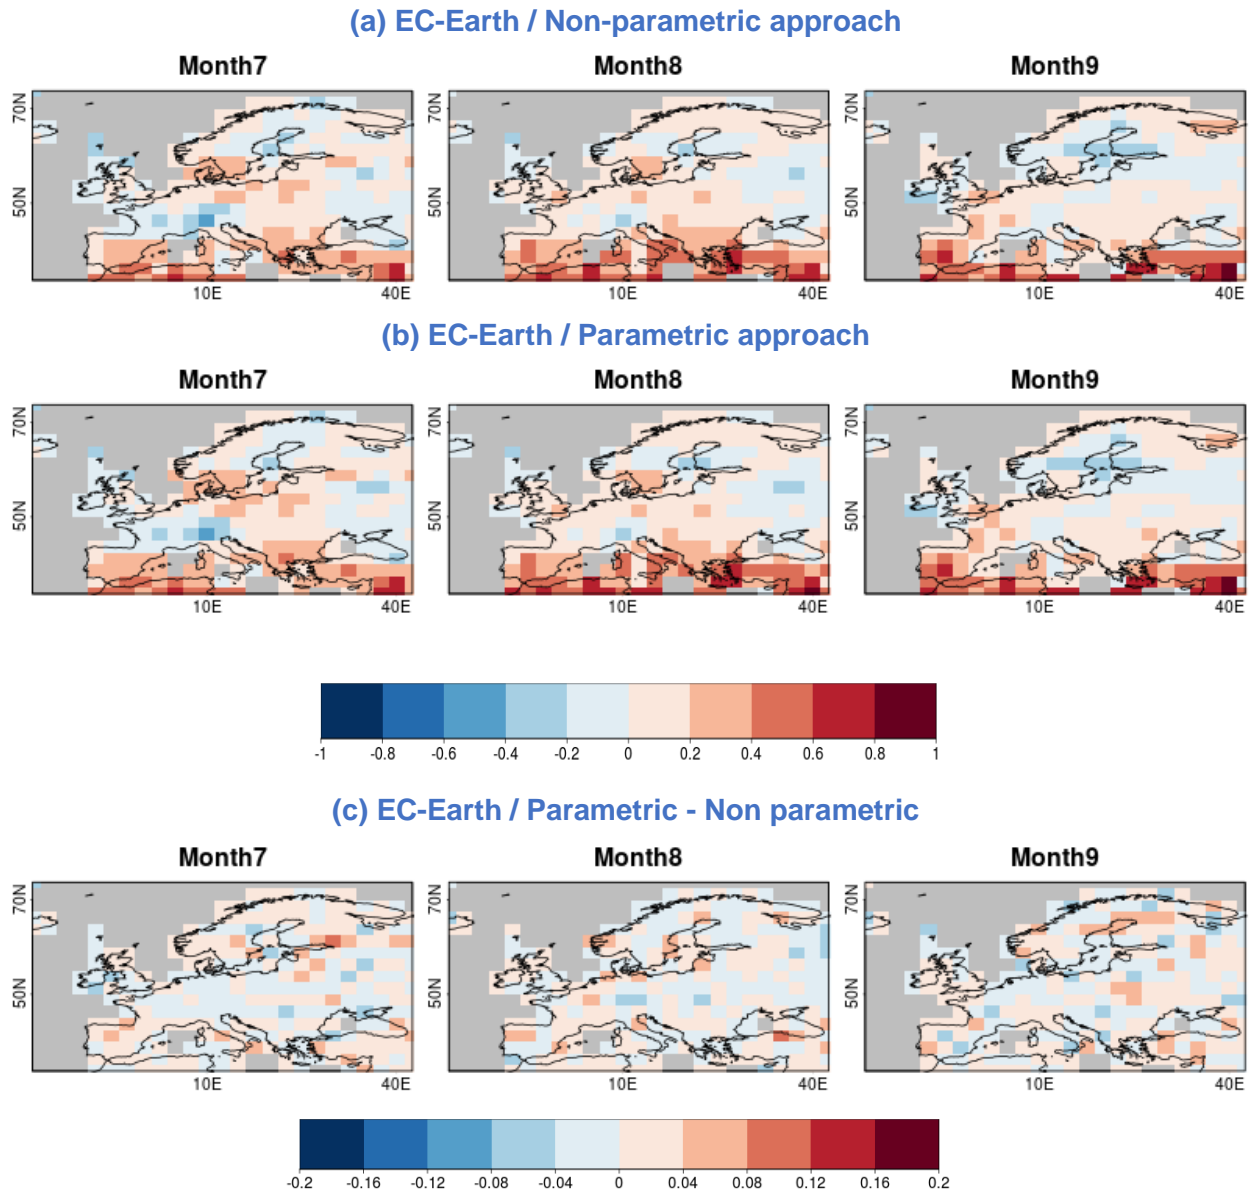 (a) EC-Earth / Non-parametric approach
Month7 Month8 Month9
70N
50N
10E 40E 10E 40E 10E 40E
(b) EC-Earth / Parametric approach
Month7 Month8 Month9
70N 70N 70N
50N 50N 50N
10E 40E 10E 40E 10E 40E
-1 -0.8 -0.6 -0.4 -0.2 0 0.2 0.4 0.6 0.8 1
(c) EC-Earth / Parametric - Non parametric
Month7 Month8 Month9
70N 70N 70N
50N 50N 50N
10E 40E 10E 40E 10E 40E
-0.2 -0.16 -0.12 -0.08 -0.04 0 0.04 0.08 0.12 0.16 0.2